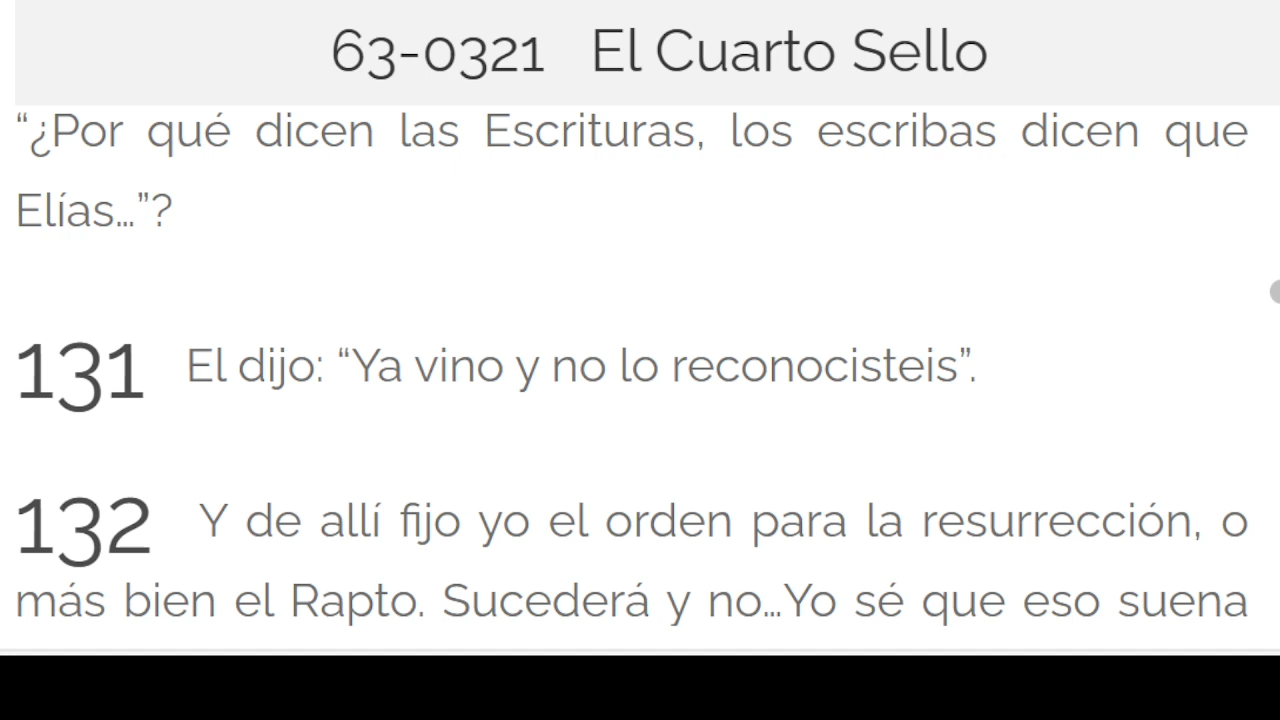 63-0321 El Cuarto Sello
“¿Por qué dicen las Escrituras, los escribas dicen que
Elías…”?
131 El dijo: “Ya vino y no lo reconocisteis”.
132 Y de allí fijo yo el orden para la resurrección, o
más bien el Rapto. Sucederá y no…Yo sé que eso suena